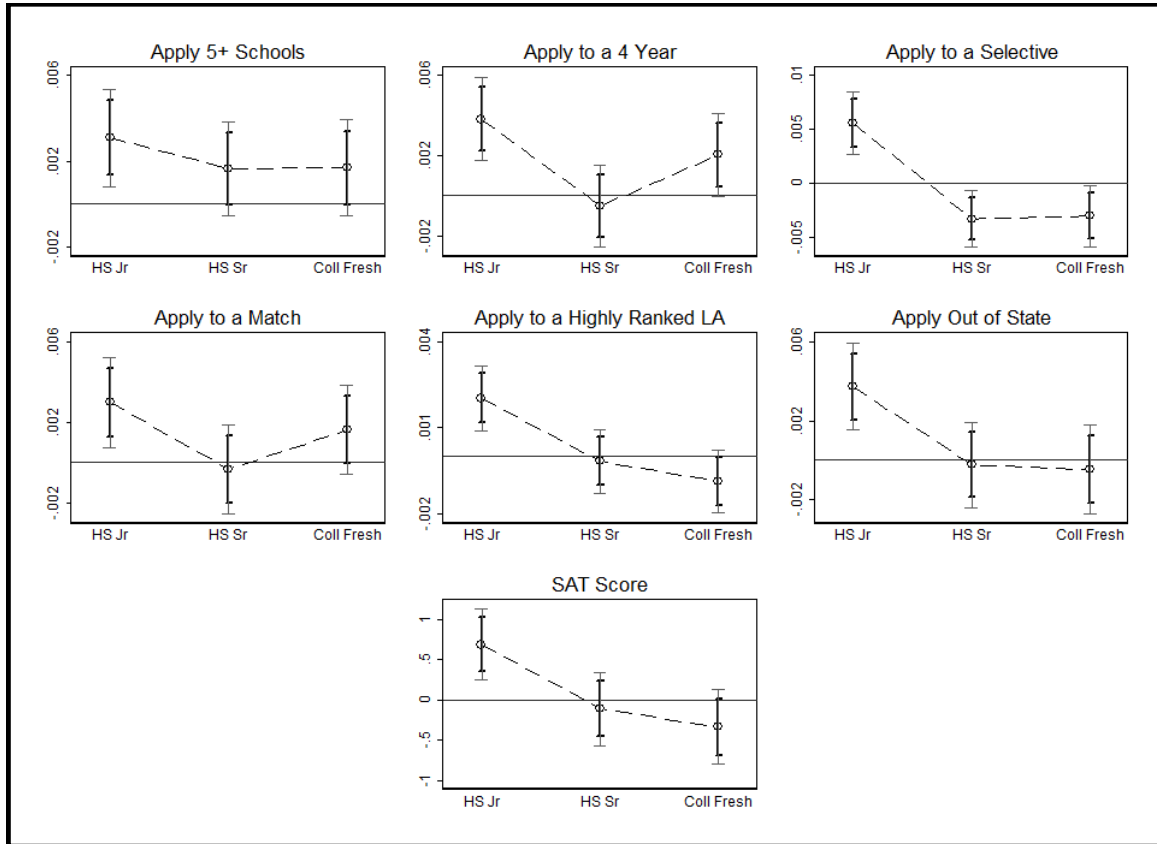 Apply 5+ Schools
.006
.002
-.002
HS Jr HS Sr Coll Fresh
Apply to a 4 Year
.006
.002
-.002
HS Jr HS Sr Coll Fresh
Apply to a Selective
.01
.005
0
-.005
HS Jr HS Sr Coll Fresh
Apply to a Match
.006
.002
-.002
HS Jr HS Sr Coll Fresh
Apply to a Highly Ranked LA
.004
.001
-.002
HS Jr HS Sr Coll Fresh
Apply Out of State
.006
.002
-.002
HS Jr HS Sr Coll Fresh
SAT Score
1
.5
0
-.5
-1
HS Jr HS Sr Coll Fresh